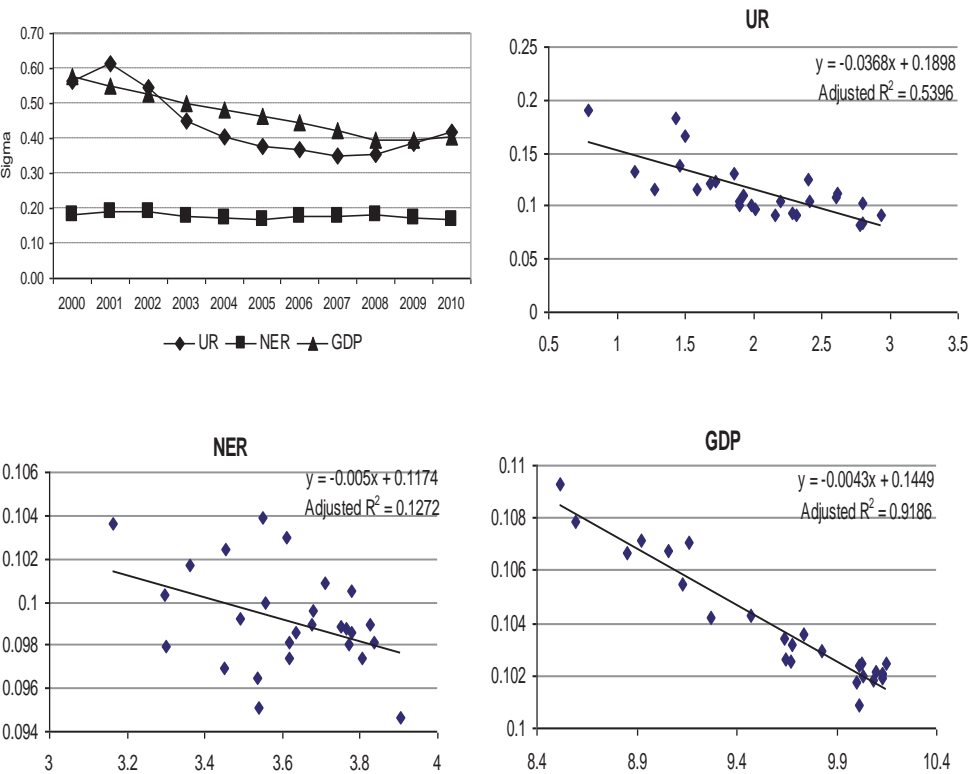 0.70
0.60
0.50
0.40
0.30
0.20
0.10
0.00
Sigma
2000 2001 2002 2003 2004 2005 2006 2007 2008 2009 2010
UR NER GDP
UR
y = -0.0368x + 0.1898
Adjusted R² = 0.5396
0.25
0.2
0.15
0.1
0.05
0
0.5 1 1.5 2 2.5 3 3.5
NER
y = -0.005x + 0.1174
Adjusted R² = 0.1272
0.106
0.104
0.102
0.1
0.098
0.096
0.094
3 3.2 3.4 3.6 3.8 4
GDP
y = -0.0043x + 0.1449
Adjusted R² = 0.9186
0.11
0.108
0.106
0.104
0.102
0.1
8.4 8.9 9.4 9.9 10.4